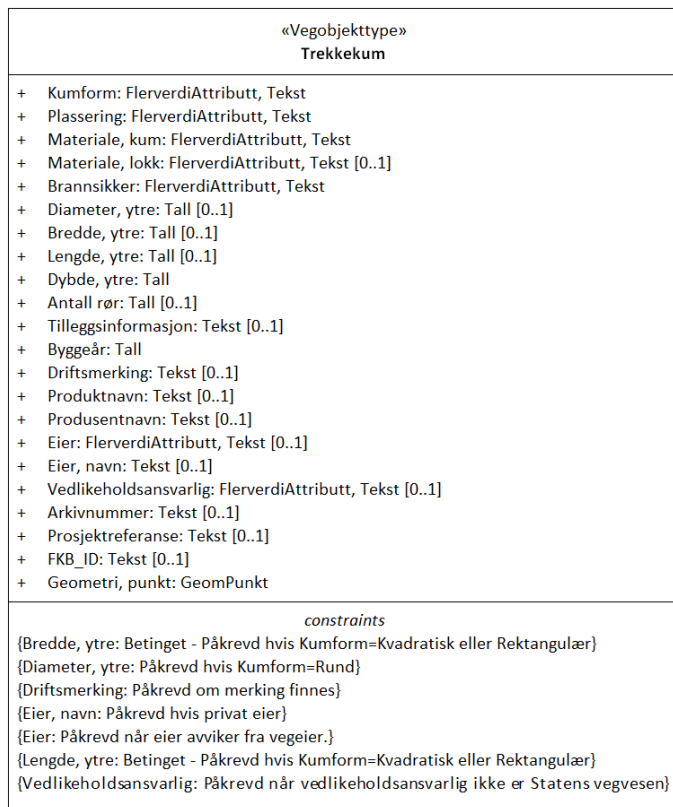 «Vegobjekttype»
Trekkekum
+ Kumform: FlerverdiAttributt, Tekst
+ Plassering: FlerverdiAttributt, Tekst
+ Materiale, kum: FlerverdiAttributt, Tekst
+ Materiale, lokk: FlerverdiAttributt, Tekst [0..1]
+ Brannsikker: FlerverdiAttributt, Tekst
+ Diameter, ytre: Tall [0..1]
+ Bredde, ytre: Tall [0..1]
+ Lengde, ytre: Tall [0..1]
+ Dybde, ytre: Tall
+ Antall rør: Tall [0..1]
+ Tilleggsinformasjon: Tekst [0..1]
+ Byggeår: Tall
+ Driftsmerking: Tekst [0..1]
+ Produktnavn: Tekst [0..1]
+ Produsentnavn: Tekst [0..1]
+ Eier: FlerverdiAttributt, Tekst [0..1]
+ Eier, navn: Tekst [0..1]
+ Vedlikeholdsansvarlig: FlerverdiAttributt, Tekst [0..1]
+ Arkivnummer: Tekst [0..1]
+ Prosjektreferanse: Tekst [0..1]
+ FKB_ID: Tekst [0..1]
+ Geometri, punkt: GeomPunkt
constraints
{Bredde, ytre: Betinget - Påkrevd hvis Kumform=Kvadratisk eller Rektangulær}
{Diameter, ytre: Påkrevd hvis Kumform=Rund}
{Driftsmerking: Påkrevd om merking finnes}
{Eier, navn: Påkrevd hvis privat eier}
{Eier: Påkrevd når eier avviker fra vegeier.}
{Lengde, ytre: Betinget - Påkrevd hvis Kumform=Kvadratisk eller Rektangulær}
{Vedlikeholdsansvarlig: Påkrevd når vedlikeholdsansvarlig ikke er Statens vegvesen}